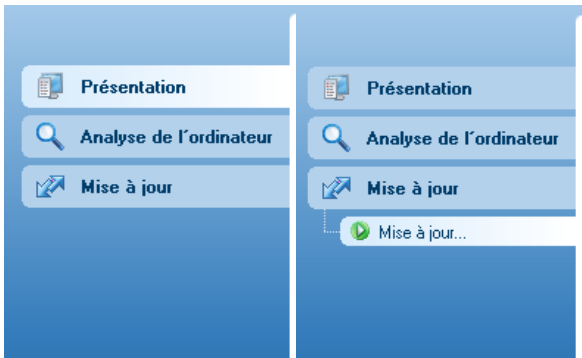 Présentation
Analyse de l´ordinateur
Mise à jour
Présentation
Analyse de l´ordinateur
Mise à jour
Mise à jour...